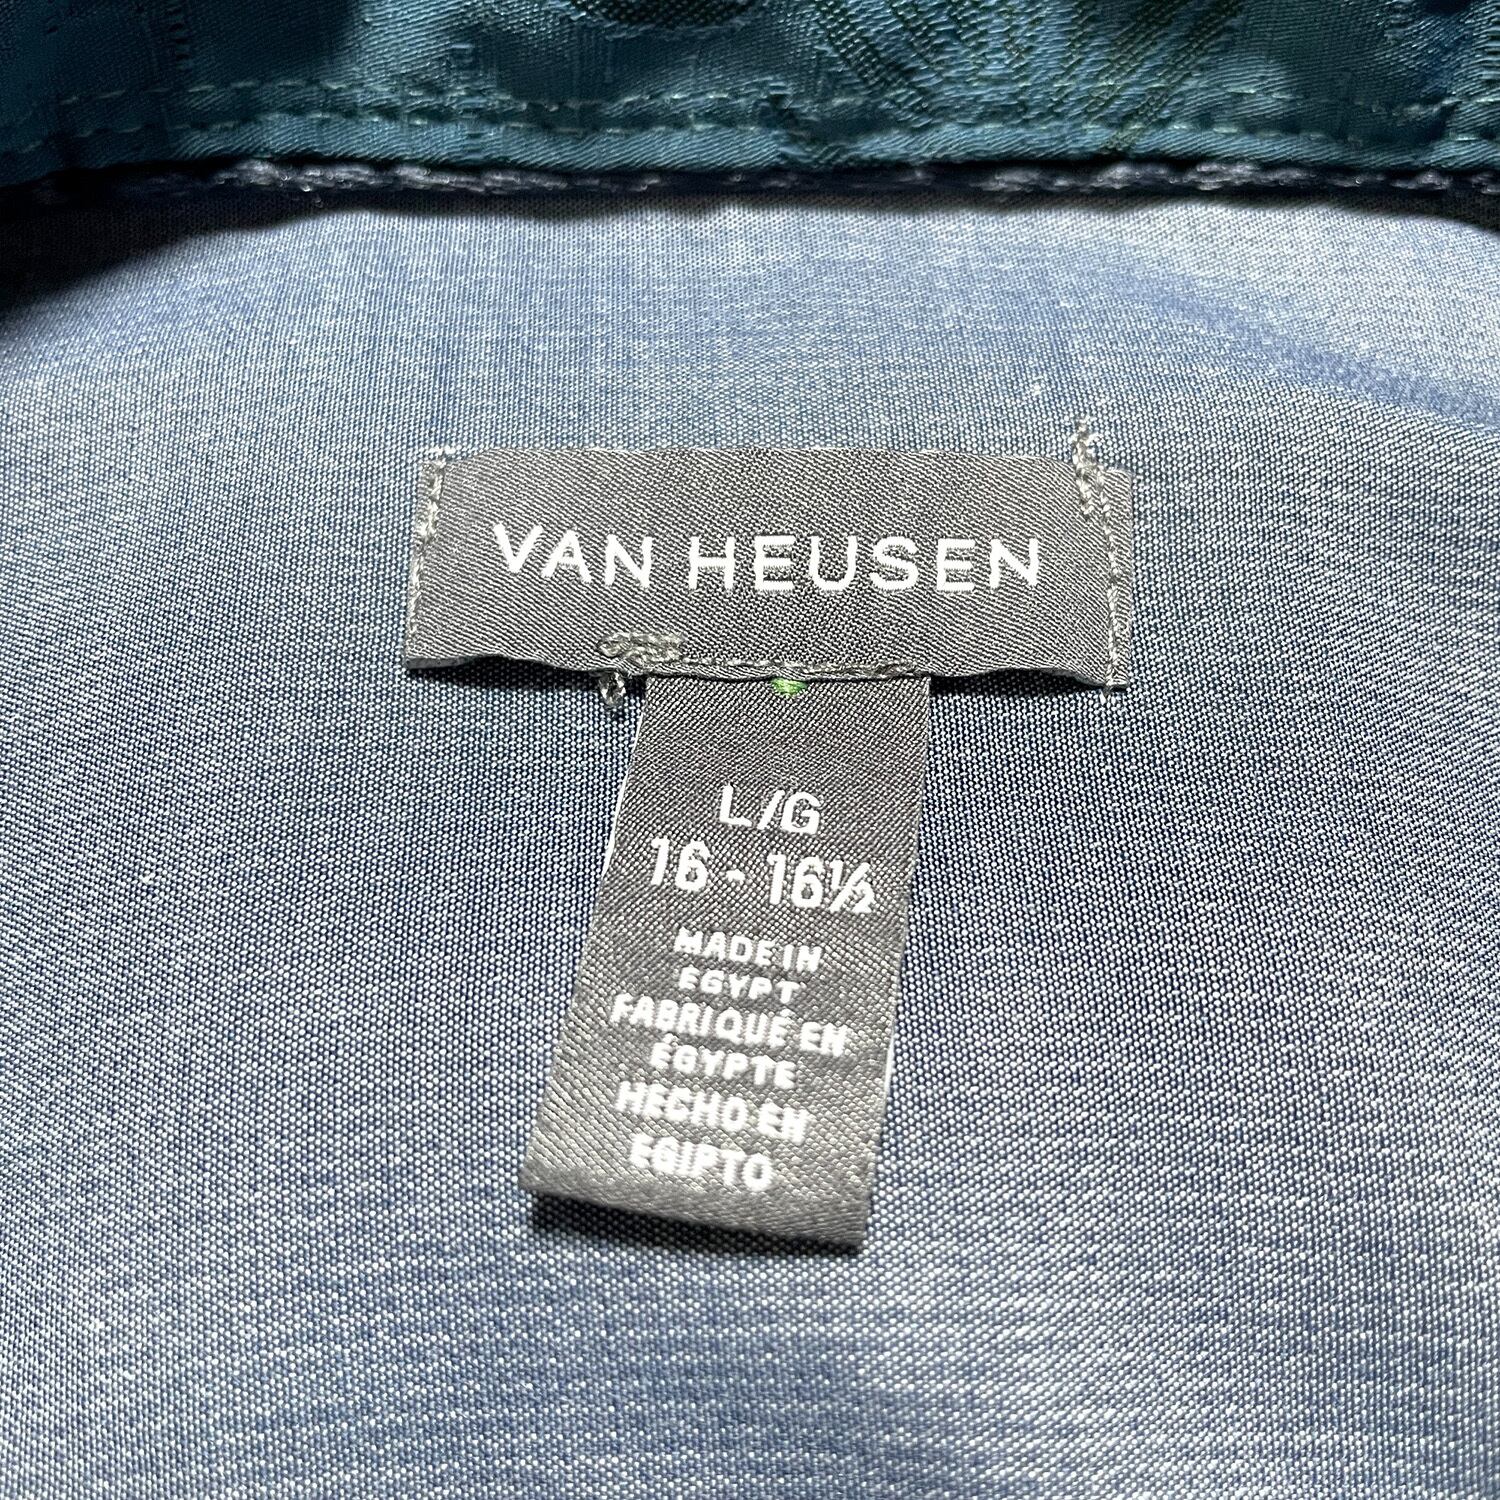 VAN HEUSEN
L/G
16 - 16½
MADE IN
EGYPT
FABRIQUÉ EN
ÉGYPTE
HECHO EN
EGIPTO